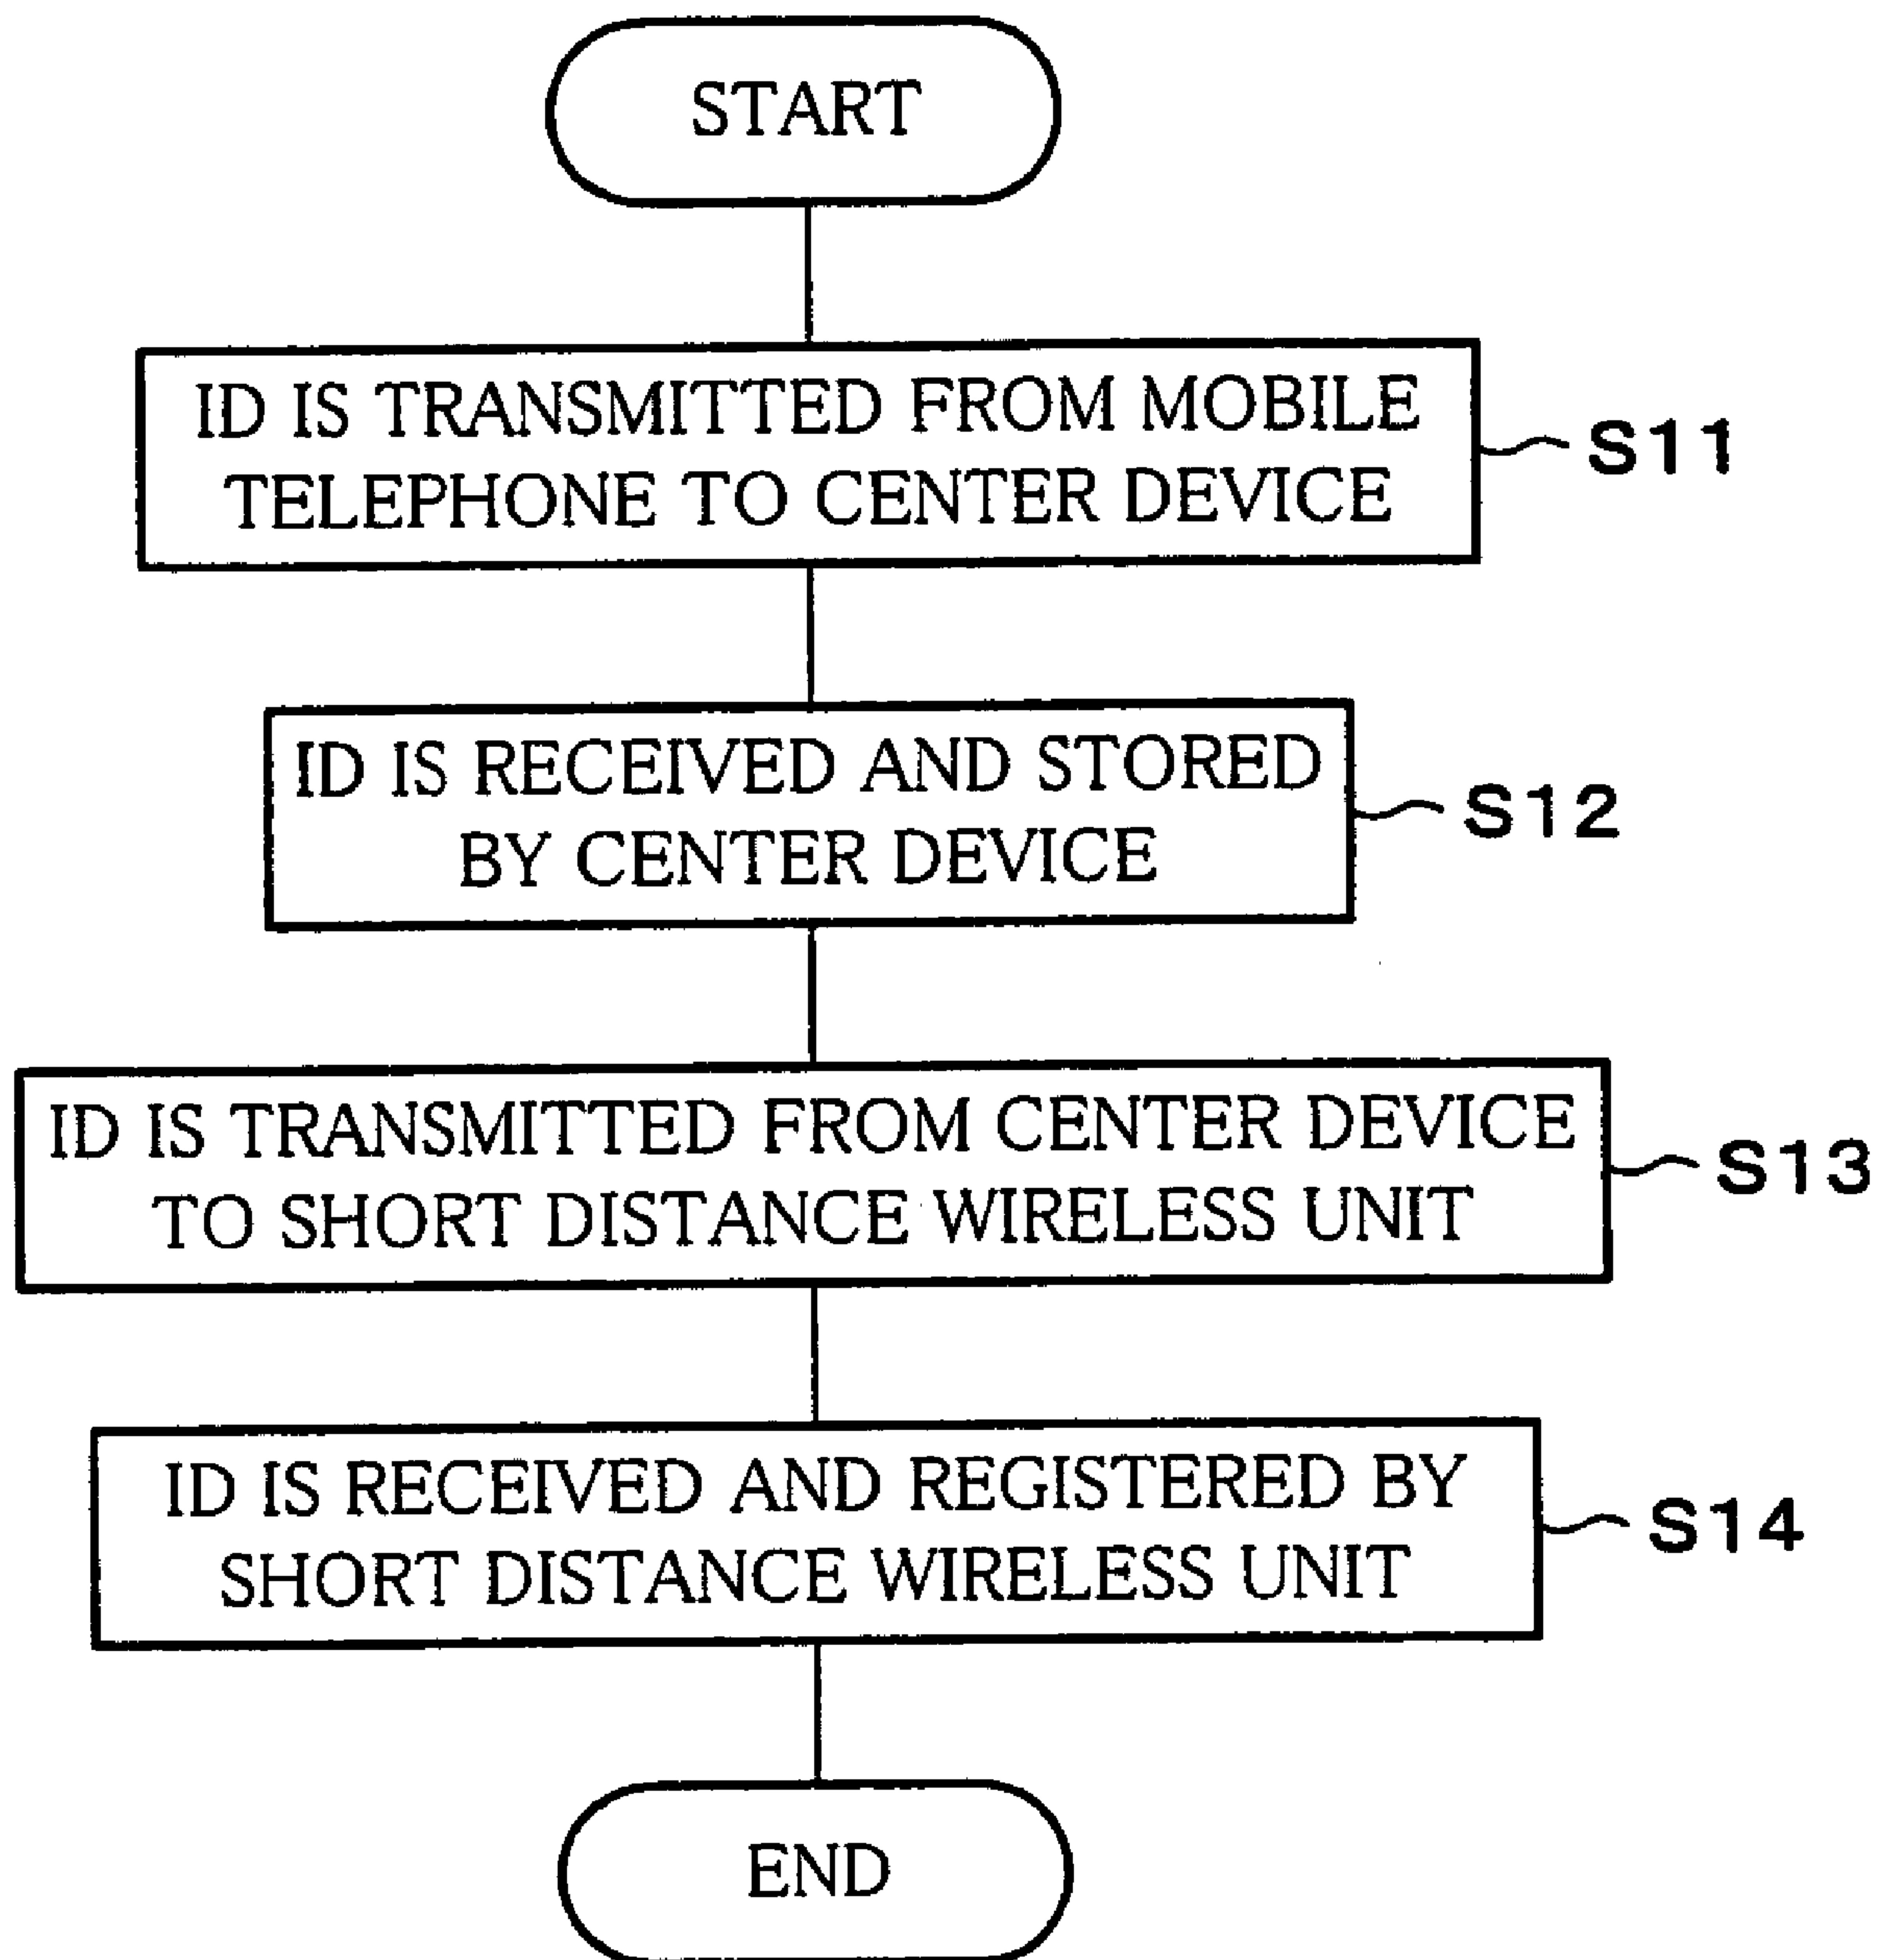 START
ID IS TRANSMITTED FROM MOBILE
TELEPHONE TO CENTER DEVICE
S11
ID IS RECEIVED AND STORED
BY CENTER DEVICE
S12
ID IS TRANSMITTED FROM CENTER DEVICE
TO SHORT DISTANCE WIRELESS UNIT
S13
ID IS RECEIVED AND REGISTERED BY
SHORT DISTANCE WIRELESS UNIT
S14
END